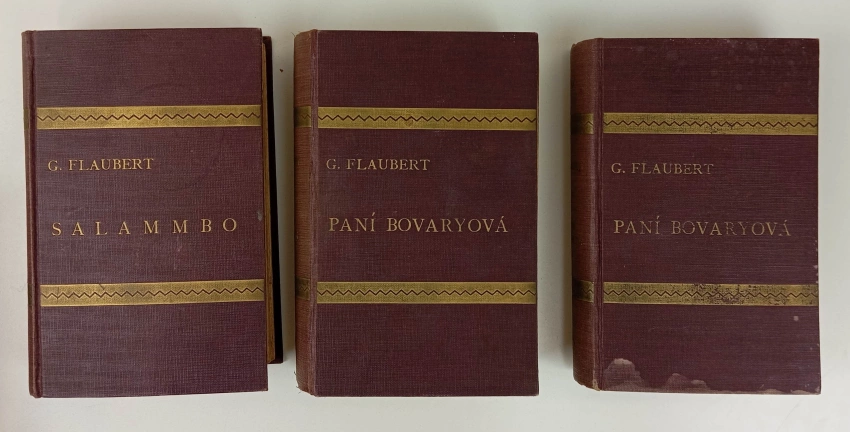 G. FLAUBERT
SALAMMBO
G. FLAUBERT
PANÍ BOVARYOVÁ
G. FLAUBERT
PANÍ BOVARYOVÁ